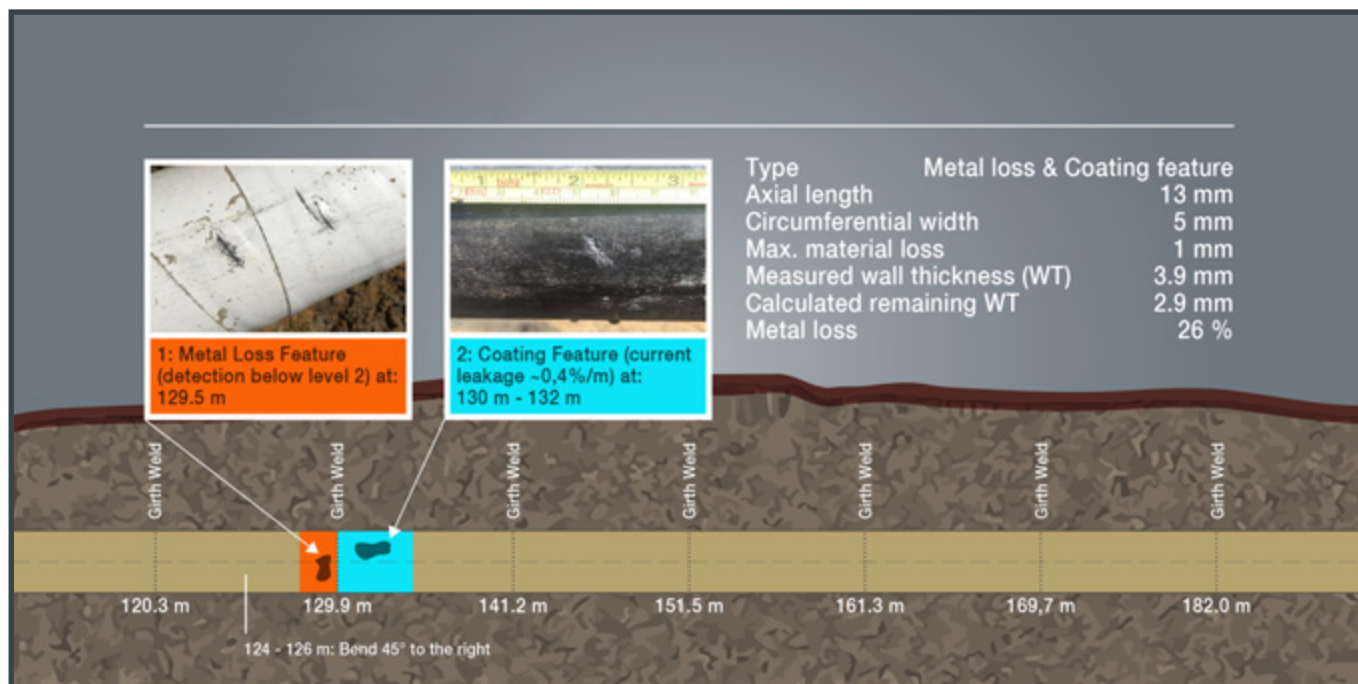 1: Metal Loss Feature
(detection below level 2) at:
129.5 m
1 2 3
2: Coating Feature (current
leakage ~0,4%/m) at:
130 m - 132 m
Type Metal loss & Coating feature
Axial length 13 mm
Circumferential width 5 mm
Max. material loss 1 mm
Measured wall thickness (WT) 3.9 mm
Calculated remaining WT 2.9 mm
Metal loss 26 %
Girth Weld
Girth Weld
Girth Weld
Girth Weld
Girth Weld
Girth Weld
Girth Weld
120.3 m 129.9 m 141.2 m 151.5 m 161.3 m 169,7 m 182.0 m
124 - 126 m: Bend 45° to the right